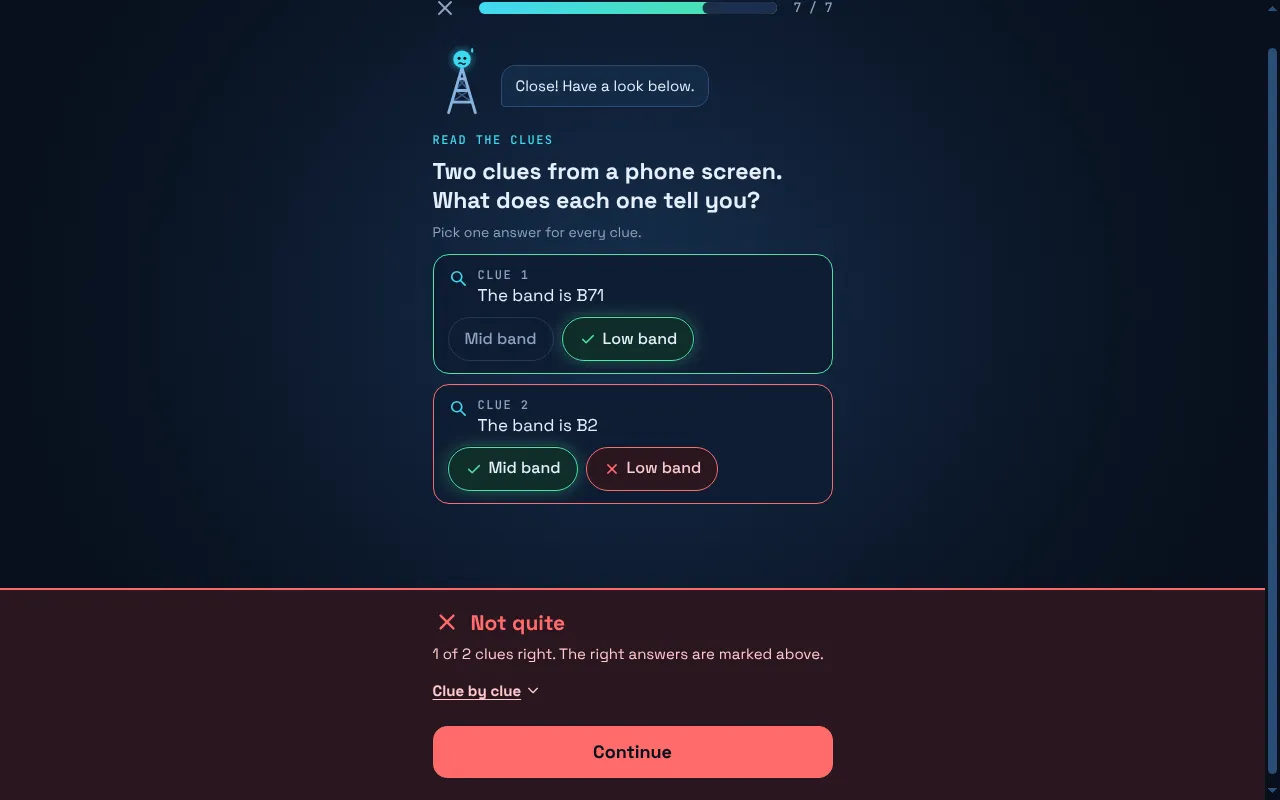 7 / 7
Close! Have a look below.
READ THE CLUES
Two clues from a phone screen.
What does each one tell you?
Pick one answer for every clue.
CLUE 1
The band is B71
Mid band
Low band
CLUE 2
The band is B2
Mid band
Low band
Not quite
1 of 2 clues right. The right answers are marked above.
Clue by clue
Continue